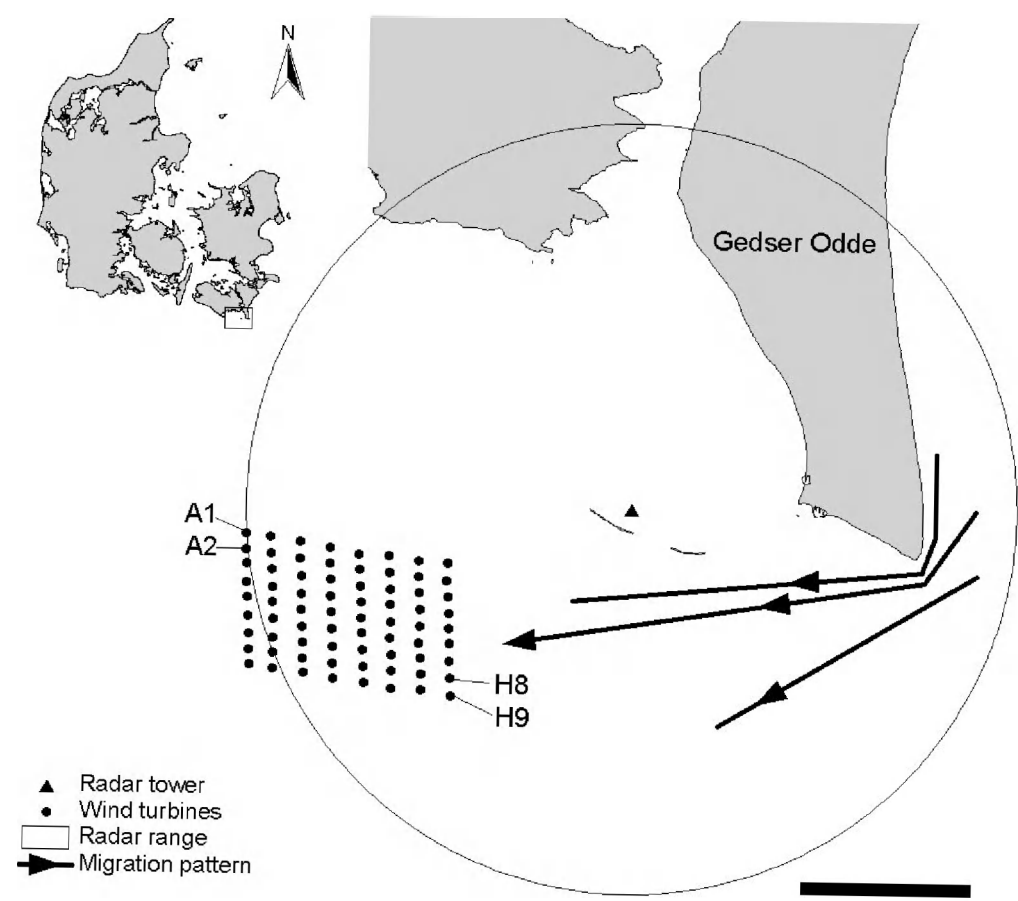 N
Gedser Odde
A1
A2
H8
H9
Radar tower
Wind turbines
Radar range
Migration pattern